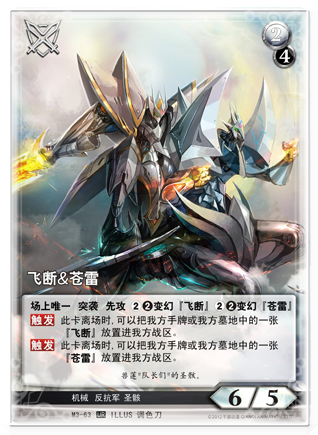 2
4
飞断&苍雷
场上唯一 突袭 先攻 2❷变幻『飞断』 2❷变幻『苍雷』
触发 此卡离场时, 可以把我方手牌或我方墓地中的一张
『苍雷』放置进我方战区。
触发 此卡离场时, 可以把我方手牌或我方墓地中的一张
『飞断』放置进我方战区。
兽莲"队长们"的圣骸。
机械 反抗军 圣骸
6/5
M3-63 ILLUS 调色刀